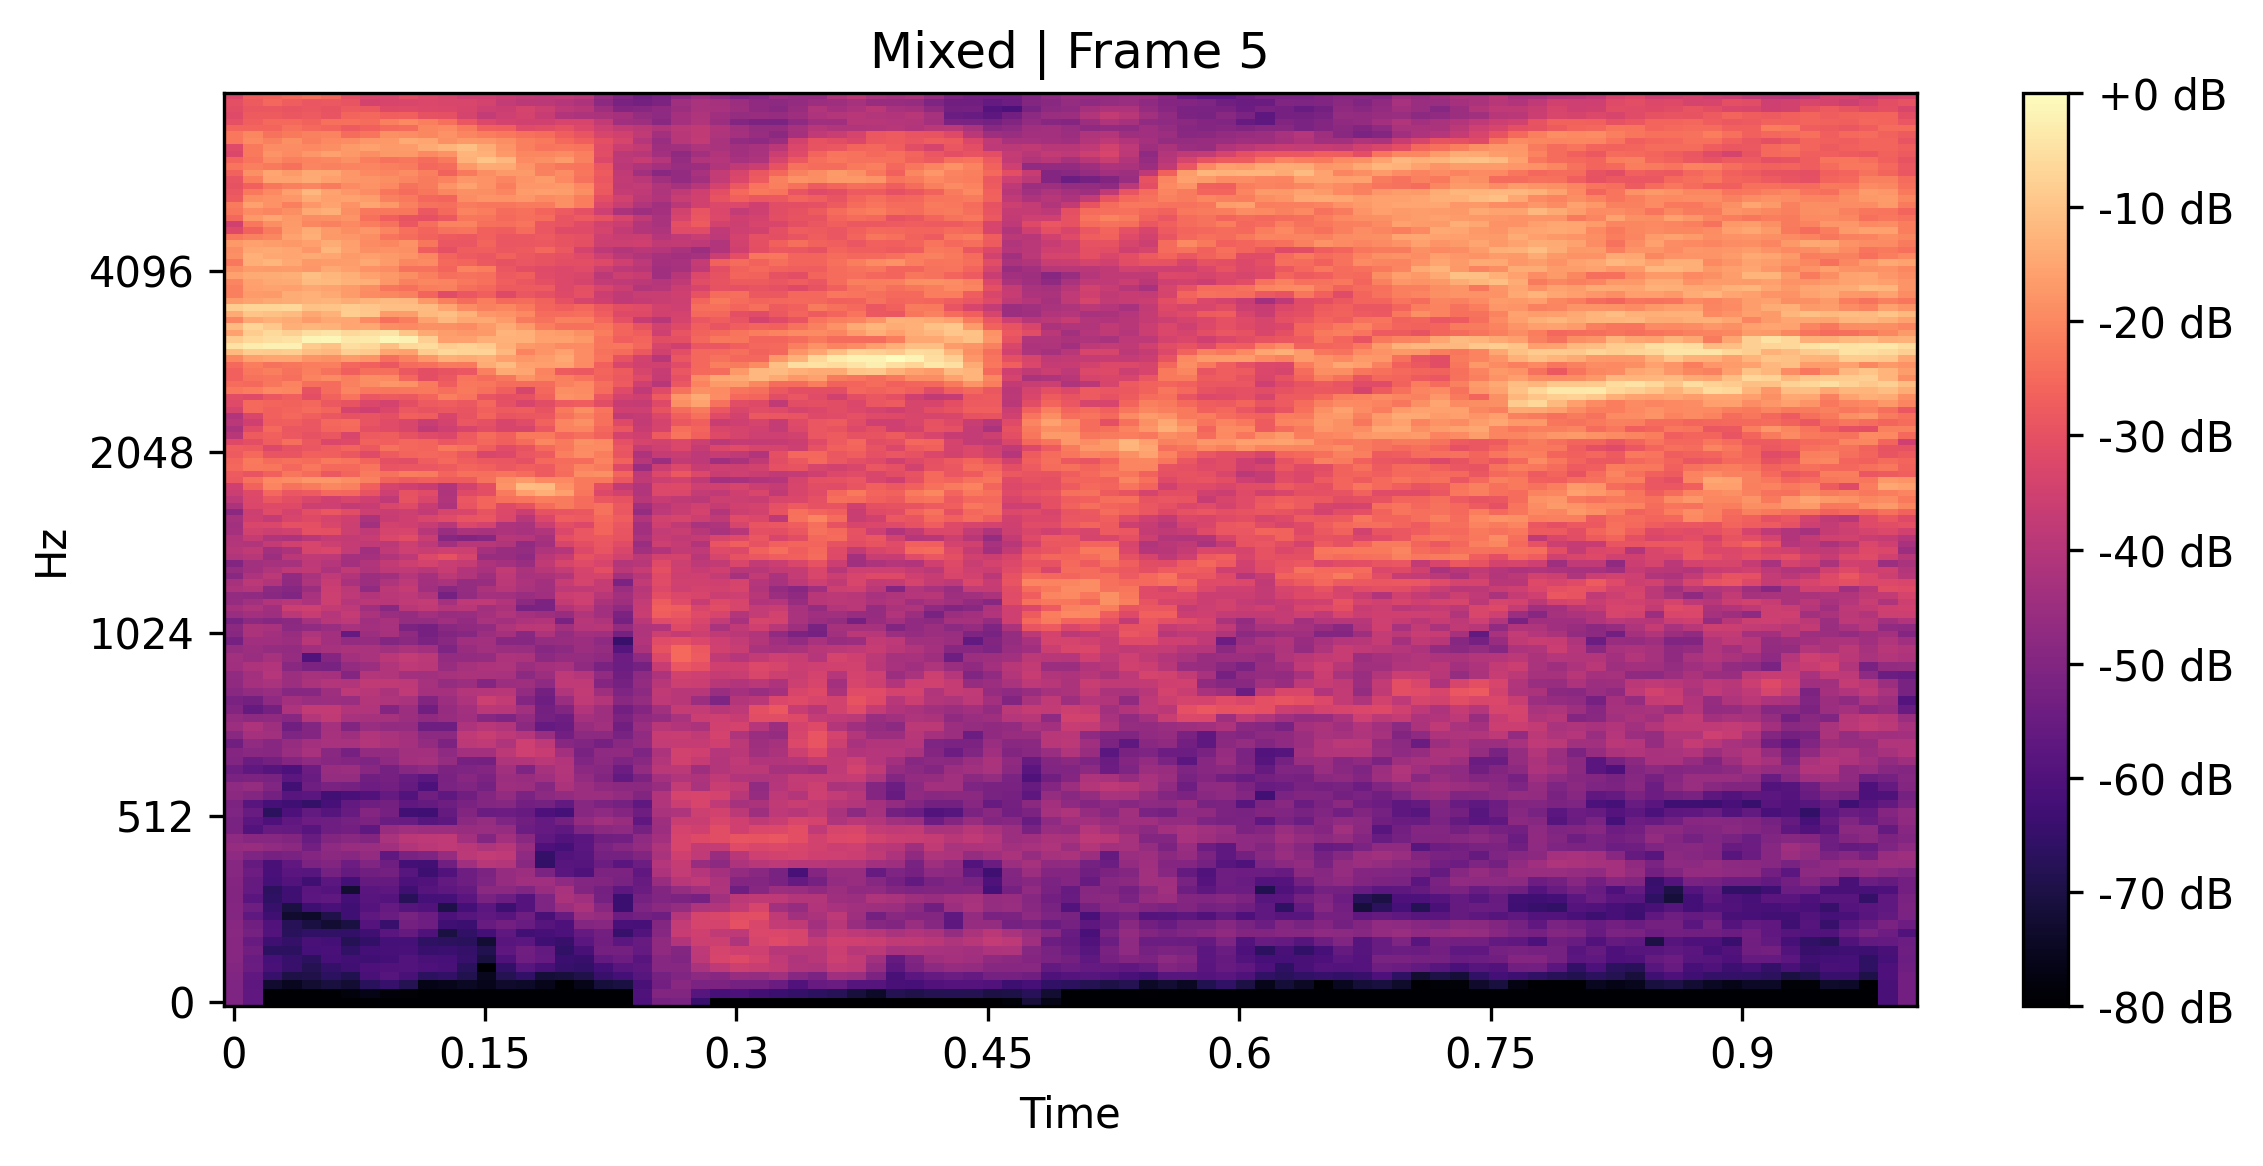 Mixed | Frame 5
+0 dB
-10 dB
-20 dB
-30 dB
-40 dB
-50 dB
-60 dB
-70 dB
-80 dB
Hz
4096
2048
1024
512
0
0 0.15 0.3 0.45 0.6 0.75 0.9
Time